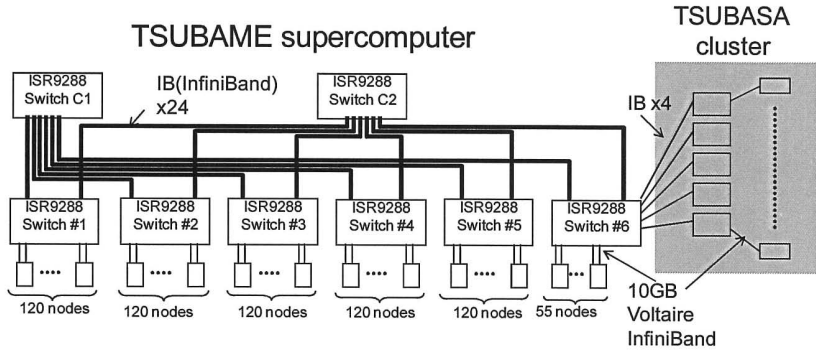 TSUBAME supercomputer
TSUBASA
cluster
ISR9288
Switch C1
IB(InfiniBand)
x24
ISR9288
Switch C2
IB x4
ISR9288
Switch #1
ISR9288
Switch #2
ISR9288
Switch #3
ISR9288
Switch #4
ISR9288
Switch #5
ISR9288
Switch #6
120 nodes
120 nodes
120 nodes
120 nodes
120 nodes
55 nodes
10GB
Voltaire
InfiniBand